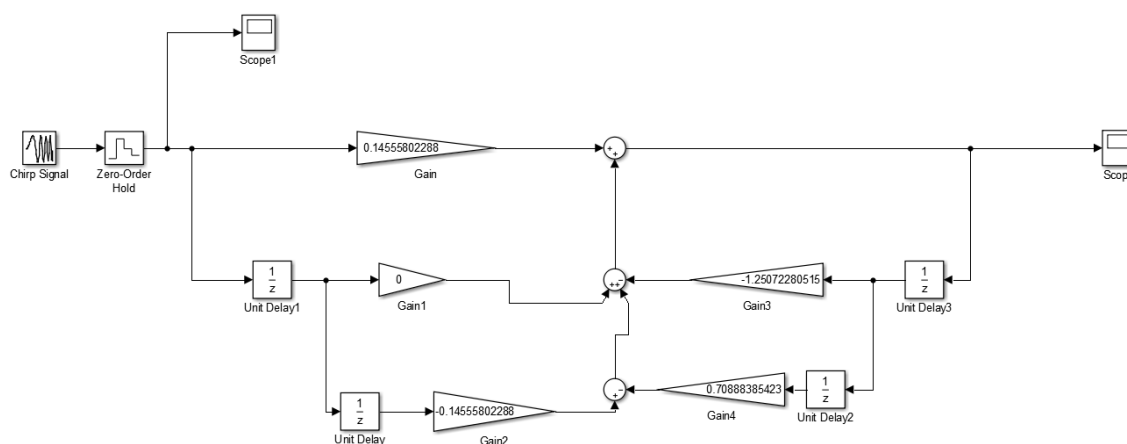 Scope1
Chirp Signal
Zero-Order
Hold
0.14555802288
Gain
+
+
Scop
1
z
Unit Delay1
0
Gain1
++
−
-1.25072280515
Gain3
1
z
Unit Delay3
1
z
Unit Delay
-0.14555802288
Gain2
+
−
0.70888385423
Gain4
1
z
Unit Delay2